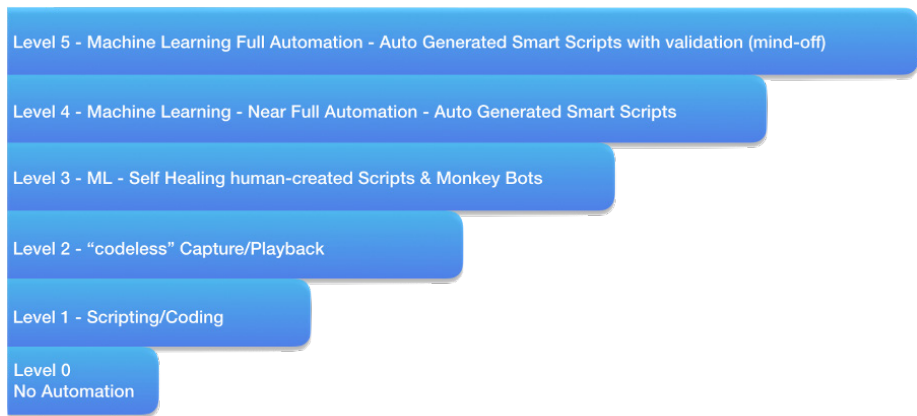 Level 5 - Machine Learning Full Automation - Auto Generated Smart Scripts with validation (mind-off)
Level 4 - Machine Learning - Near Full Automation - Auto Generated Smart Scripts
Level 3 - ML - Self Healing human-created Scripts & Monkey Bots
Level 2 - “codeless” Capture/Playback
Level 1 - Scripting/Coding
Level 0
No Automation